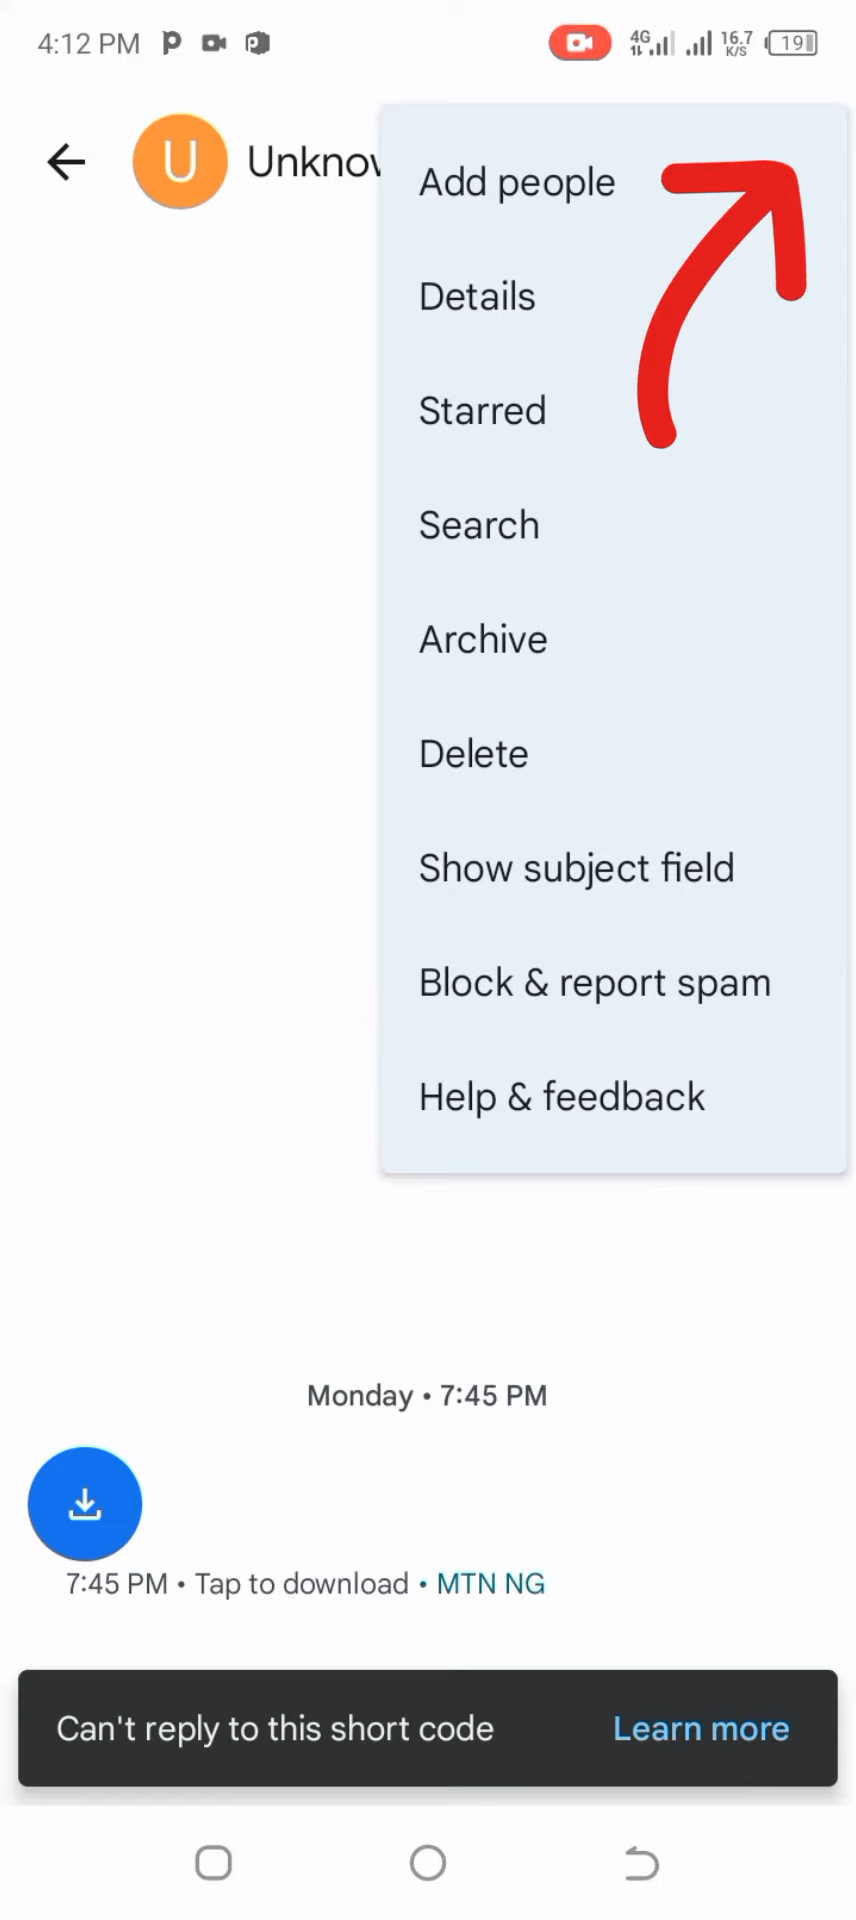 4:12 PM
4G
16.7
K/S
19
U
Unknow
Add people
Details
Starred
Search
Archive
Delete
Show subject field
Block & report spam
Help & feedback
Monday • 7:45 PM
7:45 PM • Tap to download • MTN NG
Can't reply to this short code
Learn more